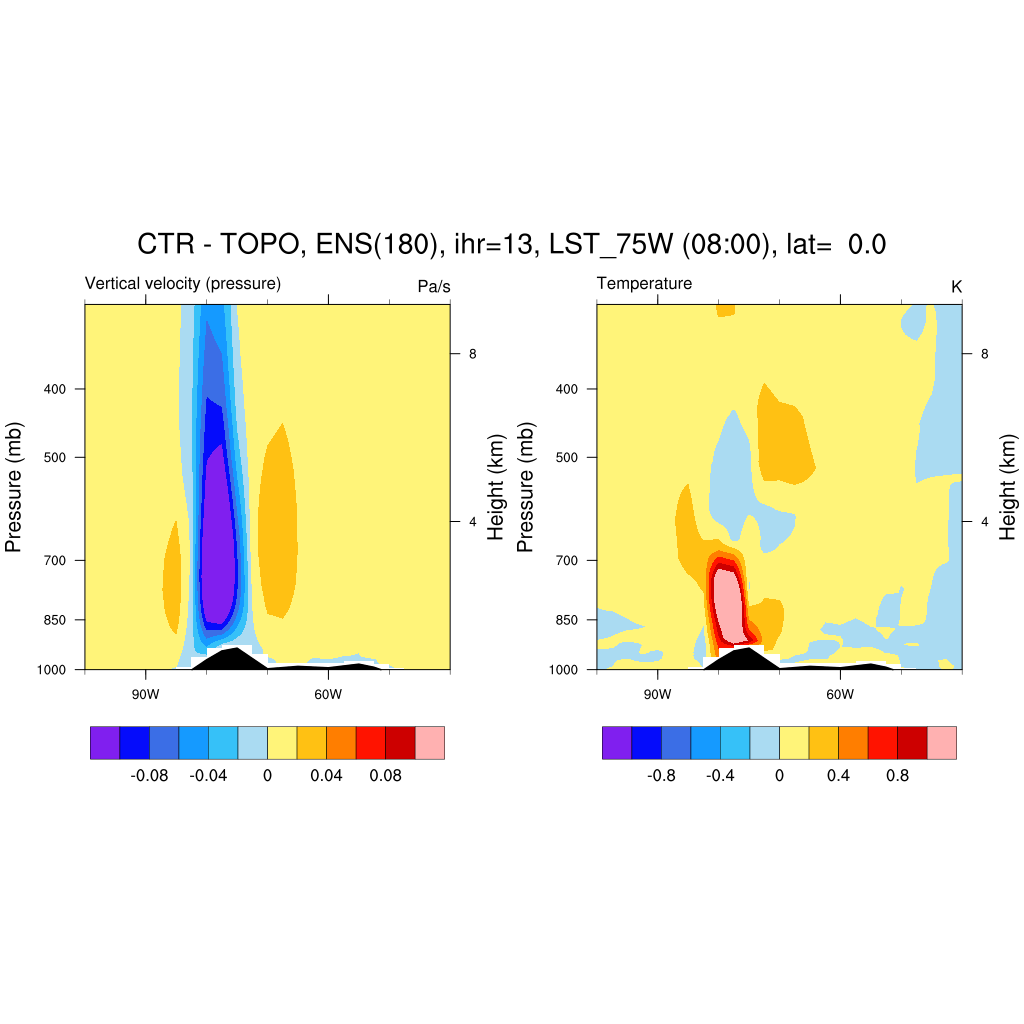 CTR - TOPO, ENS(180), ihr=13, LST_75W (08:00), lat= 0.0
Vertical velocity (pressure) Pa/s
Pressure (mb)
400
500
700
850
1000
8
4
Height (km)
90W 60W
-0.08 -0.04 0 0.04 0.08
Temperature K
Pressure (mb)
400
500
700
850
1000
8
4
Height (km)
90W 60W
-0.8 -0.4 0 0.4 0.8